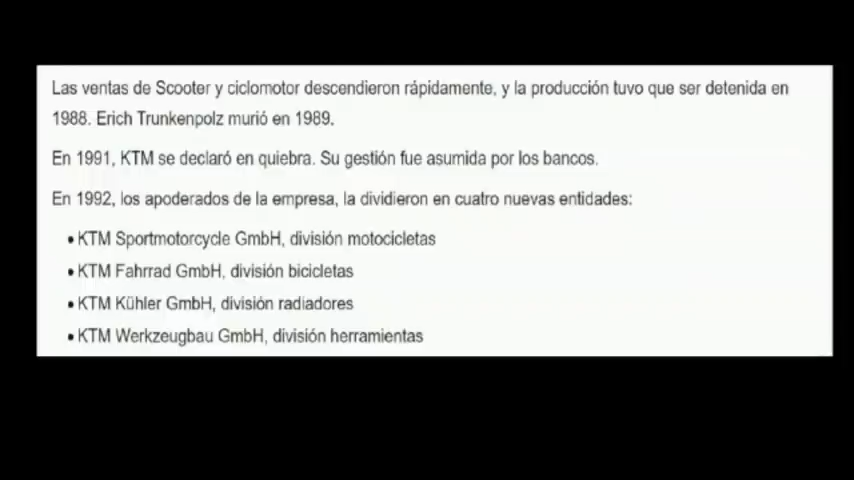 Las ventas de Scooter y ciclomotor descendieron rápidamente, y la producción tuvo que ser detenida en
1988. Erich Trunkenpolz murió en 1989.
En 1991, KTM se declaró en quiebra. Su gestión fue asumida por los bancos.
En 1992, los apoderados de la empresa, la dividieron en cuatro nuevas entidades:
• KTM Sportmotorcycle GmbH, división motocicletas
• KTM Fahrrad GmbH, división bicicletas
• KTM Kühler GmbH, división radiadores
• KTM Werkzeugbau GmbH, división herramientas